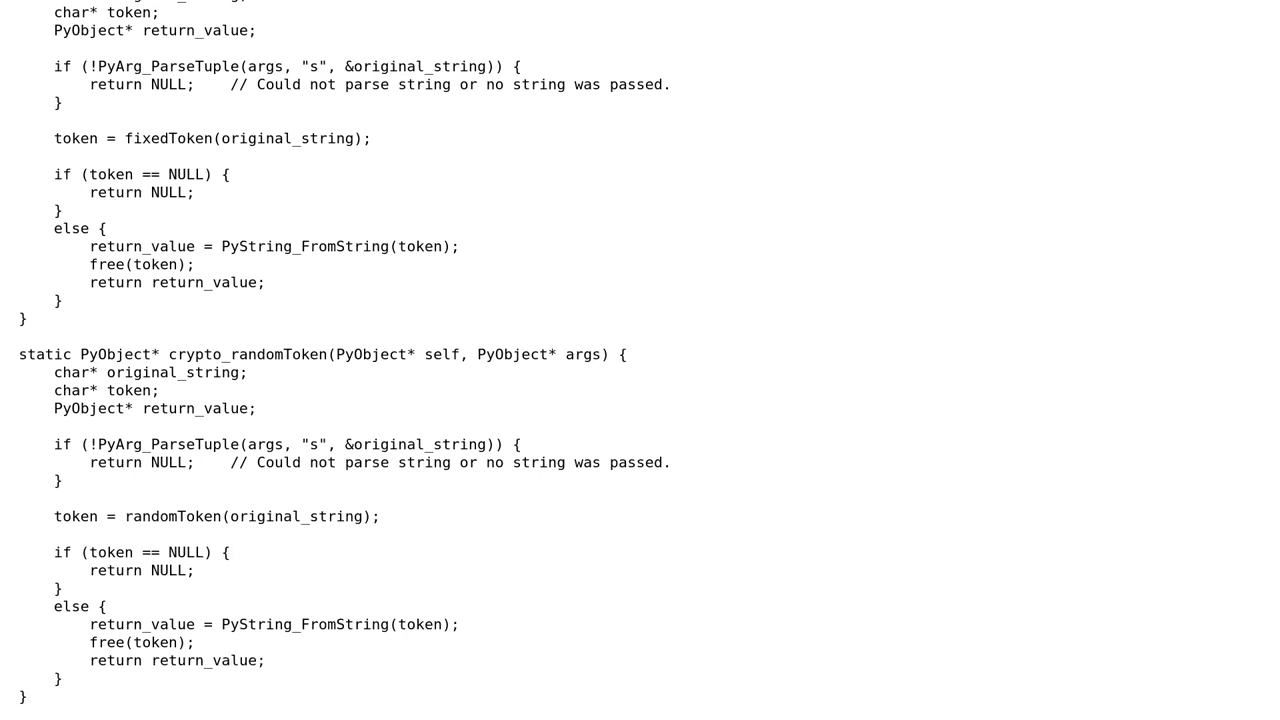 char* token;
    PyObject* return_value;

    if (!PyArg_ParseTuple(args, "s", &original_string)) {
        return NULL;    // Could not parse string or no string was passed.
    }

    token = fixedToken(original_string);

    if (token == NULL) {
        return NULL;
    }
    else {
        return_value = PyString_FromString(token);
        free(token);
        return return_value;
    }
}

static PyObject* crypto_randomToken(PyObject* self, PyObject* args) {
    char* original_string;
    char* token;
    PyObject* return_value;

    if (!PyArg_ParseTuple(args, "s", &original_string)) {
        return NULL;    // Could not parse string or no string was passed.
    }

    token = randomToken(original_string);

    if (token == NULL) {
        return NULL;
    }
    else {
        return_value = PyString_FromString(token);
        free(token);
        return return_value;
    }
}